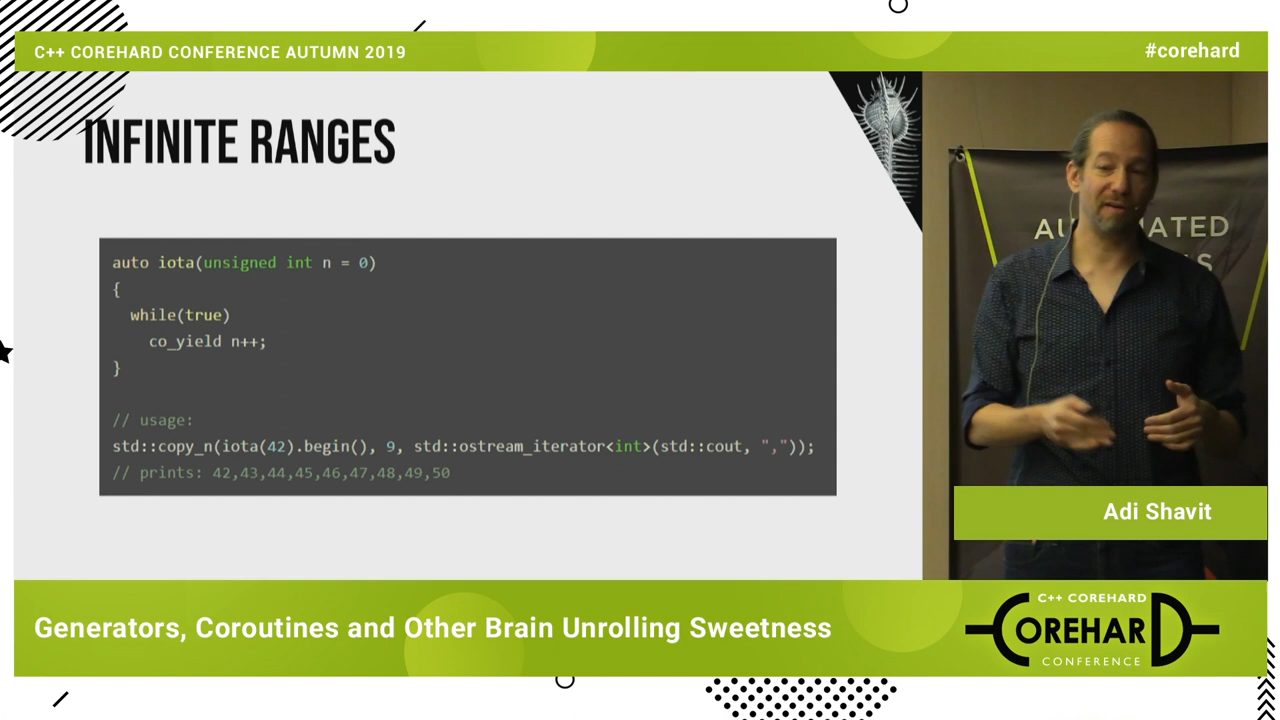 C++ COREHARD CONFERENCE AUTUMN 2019
#corehard
INFINITE RANGES
auto iota(unsigned int n = 0)
{
while(true)
co_yield n++;
}
// usage:
std::copy_n(iota(42).begin(), 9, std::ostream_iterator<int>(std::cout, ","));
// prints: 42,43,44,45,46,47,48,49,50
Adi Shavit
Generators, Coroutines and Other Brain Unrolling Sweetness
C++ COREHARD
COREHARD
CONFERENCE